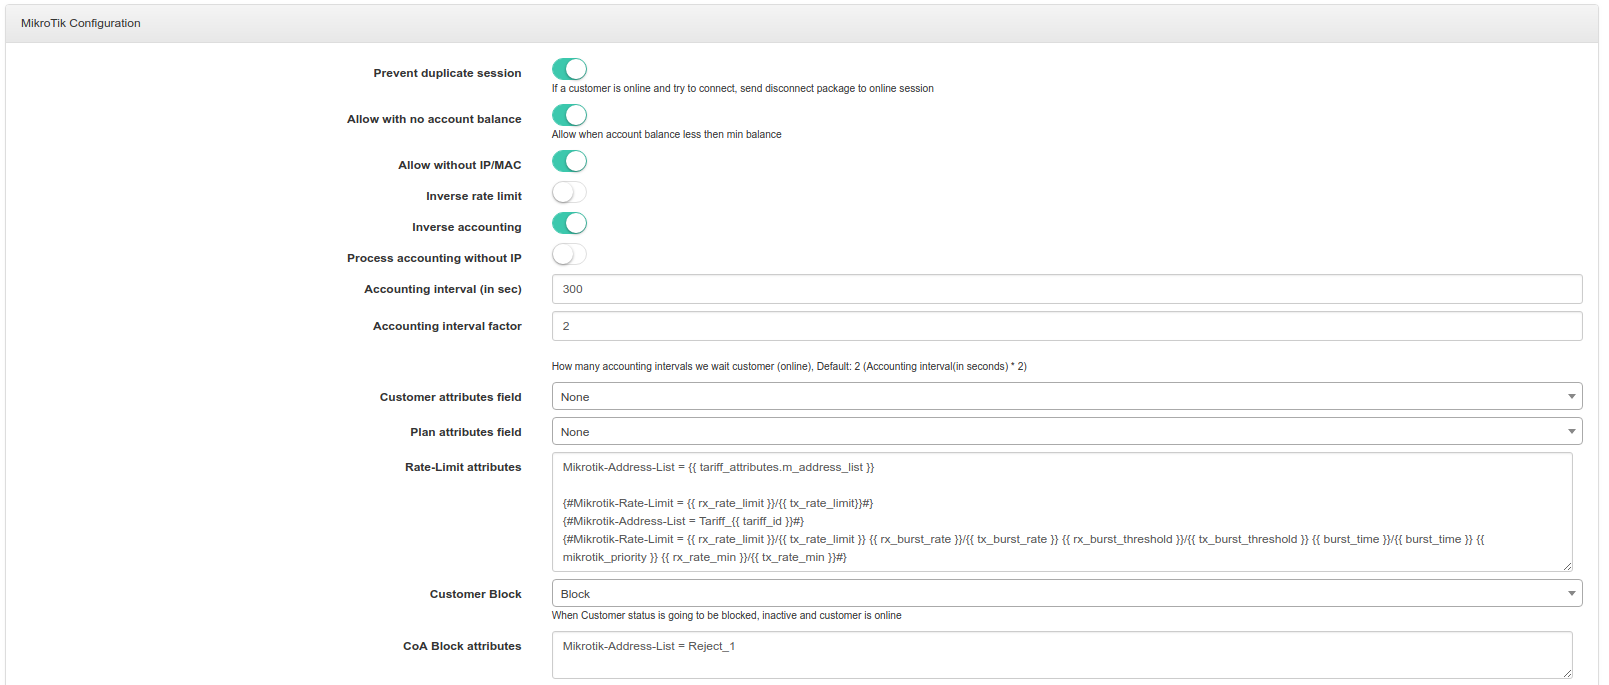 MikroTik Configuration
Prevent duplicate session
If a customer is online and try to connect, send disconnect package to online session
Allow with no account balance
Allow when account balance less then min balance
Allow without IP/MAC
Inverse rate limit
Inverse accounting
Process accounting without IP
Accounting interval (in sec) 300
Accounting interval factor 2
How many accounting intervals we wait customer (online), Default: 2 (Accounting interval(in seconds) * 2)
Customer attributes field None
Plan attributes field None
Rate-Limit attributes Mikrotik-Address-List = {{ tariff_attributes.m_address_list }}
{#Mikrotik-Rate-Limit = {{ rx_rate_limit }}/{{ tx_rate_limit}}#}
{#Mikrotik-Address-List = Tariff_{{ tariff_id }}#}
{#Mikrotik-Rate-Limit = {{ rx_rate_limit }}/{{ tx_rate_limit }} {{ rx_burst_rate }}/{{ tx_burst_rate }} {{ rx_burst_threshold }}/{{ tx_burst_threshold }} {{ burst_time }}/{{ burst_time }} {{
mikrotik_priority }} {{ rx_rate_min }}/{{ tx_rate_min }}#}
Customer Block Block
When Customer status is going to be blocked, inactive and customer is online
CoA Block attributes Mikrotik-Address-List = Reject_1